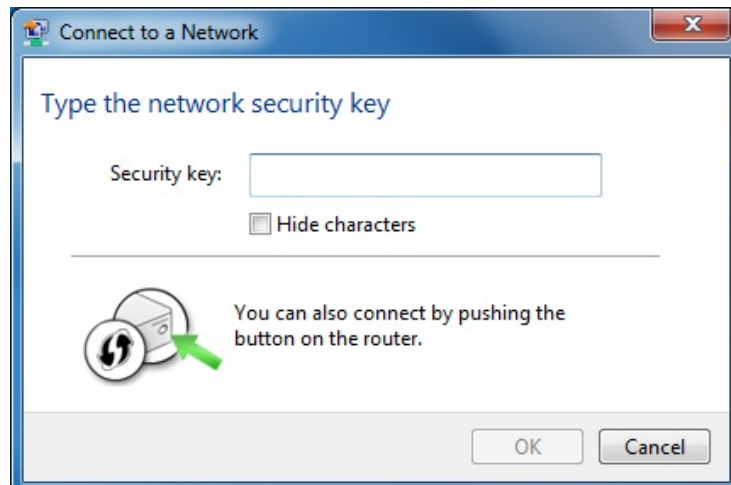 Connect to a Network
Type the network security key
Security key:
Hide characters
You can also connect by pushing the
button on the router.
OK
Cancel